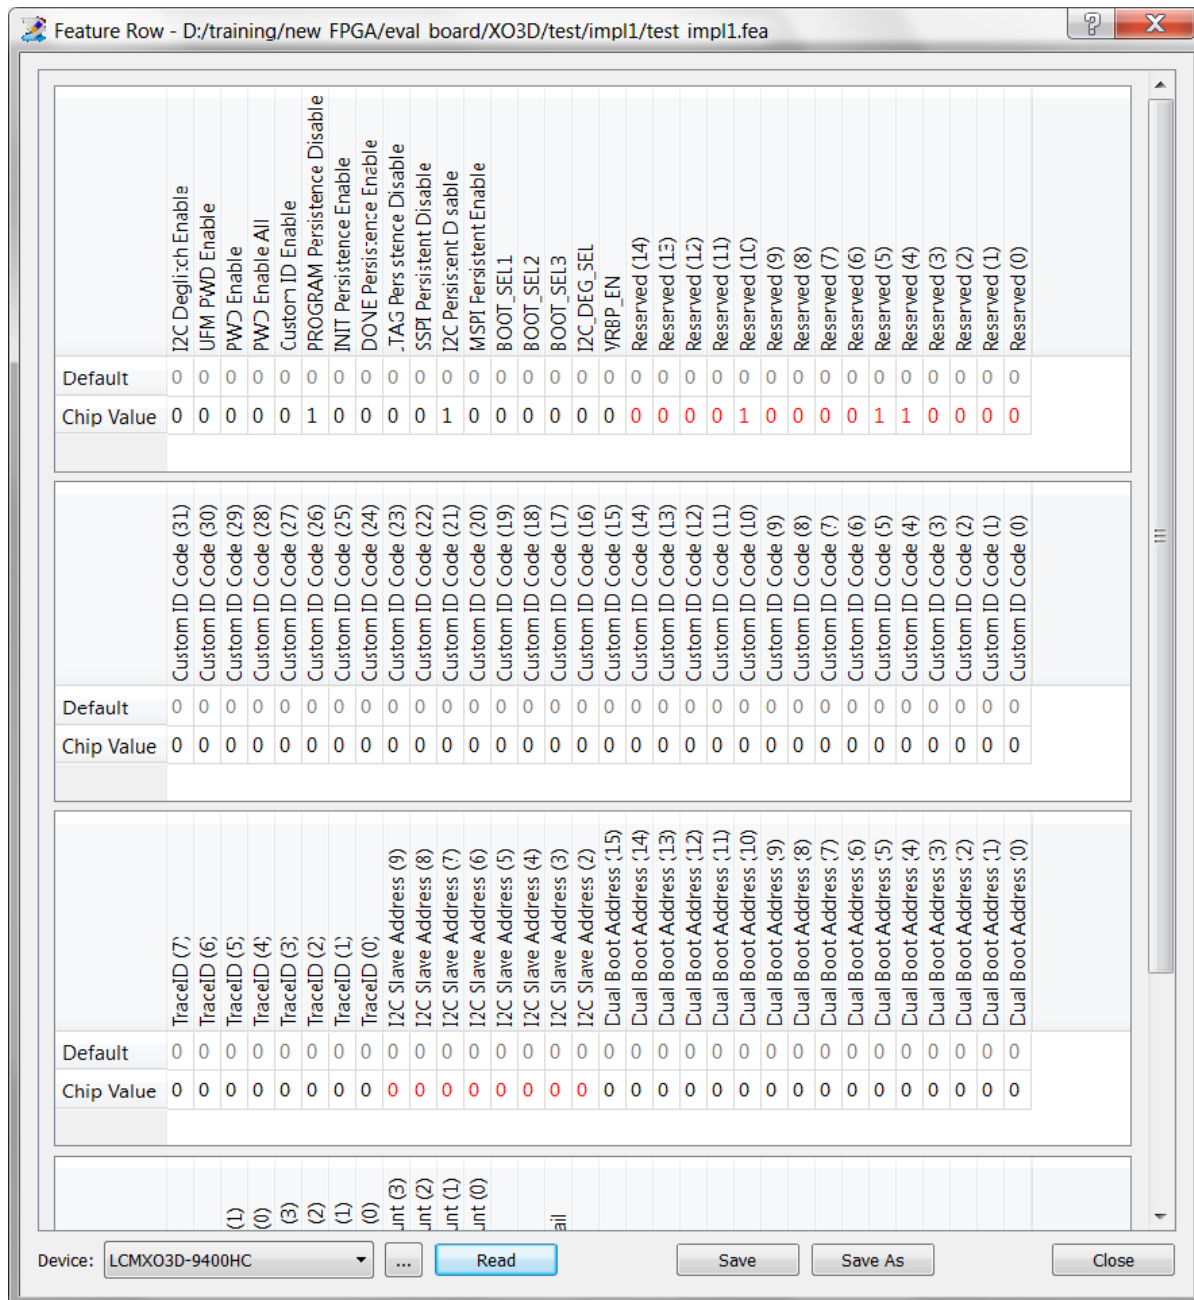 Feature Row - D:/training/new FPGA/eval board/XO3D/test/impl1/test impl1.fea
I2C Deglitch Enable
UFM PWD Enable
PWD Enable
PWD Enable All
Custom ID Enable
PROGRAM Persistence Disable
INIT Persistence Enable
DONE Persistence Enable
JTAG Persistence Disable
SSPI Persistent Disable
I2C Persistent Disable
MSPI Persistent Enable
BOOT_SEL1
BOOT_SEL2
BOOT_SEL3
I2C_DEG_SEL
VRBP_EN
Reserved (14)
Reserved (13)
Reserved (12)
Reserved (11)
Reserved (10)
Reserved (9)
Reserved (8)
Reserved (7)
Reserved (6)
Reserved (5)
Reserved (4)
Reserved (3)
Reserved (2)
Reserved (1)
Reserved (0)
Default 0 0 0 0 0 0 0 0 0 0 0 0 0 0 0 0 0 0 0 0 0 0 0 0 0 0 0 0 0 0 0 0
Chip Value 0 0 0 0 0 1 0 0 0 0 1 0 0 0 0 0 0 0 0 0 0 1 0 0 0 0 1 1 0 0 0 0
Custom ID Code (31)
Custom ID Code (30)
Custom ID Code (29)
Custom ID Code (28)
Custom ID Code (27)
Custom ID Code (26)
Custom ID Code (25)
Custom ID Code (24)
Custom ID Code (23)
Custom ID Code (22)
Custom ID Code (21)
Custom ID Code (20)
Custom ID Code (19)
Custom ID Code (18)
Custom ID Code (17)
Custom ID Code (16)
Custom ID Code (15)
Custom ID Code (14)
Custom ID Code (13)
Custom ID Code (12)
Custom ID Code (11)
Custom ID Code (10)
Custom ID Code (9)
Custom ID Code (8)
Custom ID Code (7)
Custom ID Code (6)
Custom ID Code (5)
Custom ID Code (4)
Custom ID Code (3)
Custom ID Code (2)
Custom ID Code (1)
Custom ID Code (0)
Default 0 0 0 0 0 0 0 0 0 0 0 0 0 0 0 0 0 0 0 0 0 0 0 0 0 0 0 0 0 0 0 0
Chip Value 0 0 0 0 0 0 0 0 0 0 0 0 0 0 0 0 0 0 0 0 0 0 0 0 0 0 0 0 0 0 0 0
TraceID (7)
TraceID (6)
TraceID (5)
TraceID (4)
TraceID (3)
TraceID (2)
TraceID (1)
TraceID (0)
I2C Slave Address (9)
I2C Slave Address (8)
I2C Slave Address (7)
I2C Slave Address (6)
I2C Slave Address (5)
I2C Slave Address (4)
I2C Slave Address (3)
I2C Slave Address (2)
Dual Boot Address (15)
Dual Boot Address (14)
Dual Boot Address (13)
Dual Boot Address (12)
Dual Boot Address (11)
Dual Boot Address (10)
Dual Boot Address (9)
Dual Boot Address (8)
Dual Boot Address (7)
Dual Boot Address (6)
Dual Boot Address (5)
Dual Boot Address (4)
Dual Boot Address (3)
Dual Boot Address (2)
Dual Boot Address (1)
Dual Boot Address (0)
Default 0 0 0 0 0 0 0 0 0 0 0 0 0 0 0 0 0 0 0 0 0 0 0 0 0 0 0 0 0 0 0 0
Chip Value 0 0 0 0 0 0 0 0 0 0 0 0 0 0 0 0 0 0 0 0 0 0 0 0 0 0 0 0 0 0 0 0
(1)
(0)
(3)
(2)
(1)
(0)
unt (3)
unt (2)
unt (1)
unt (0)
ail
Device: LCMXO3D-9400HC ... Read Save Save As Close